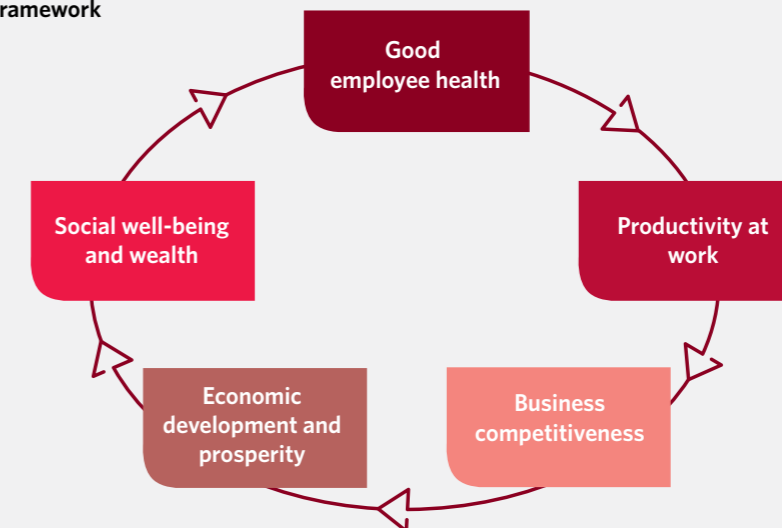 ramework
Good
employee health
Productivity at
work
Business
competitiveness
Economic
development and
prosperity
Social well-being
and wealth